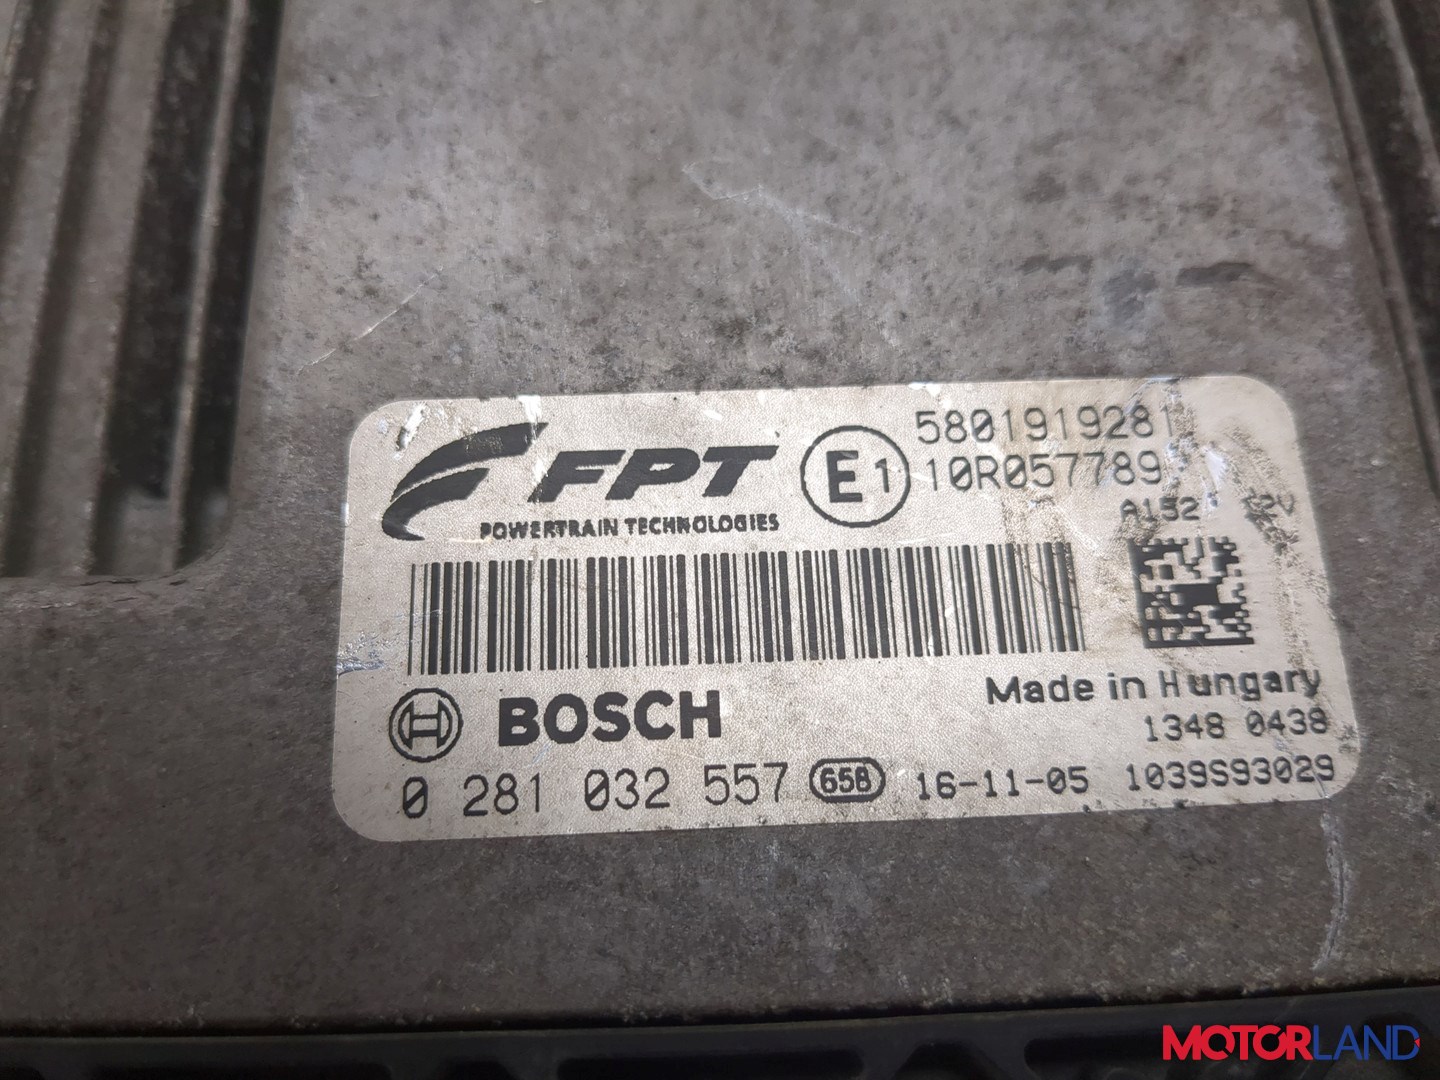 FPT
POWERTRAIN TECHNOLOGIES
E1
5801919281
10R057789
A152 12V
Made in Hungary
BOSCH
1348 0438
0 281 032 557 658 16-11-05 1039S93029
MOTORLAND